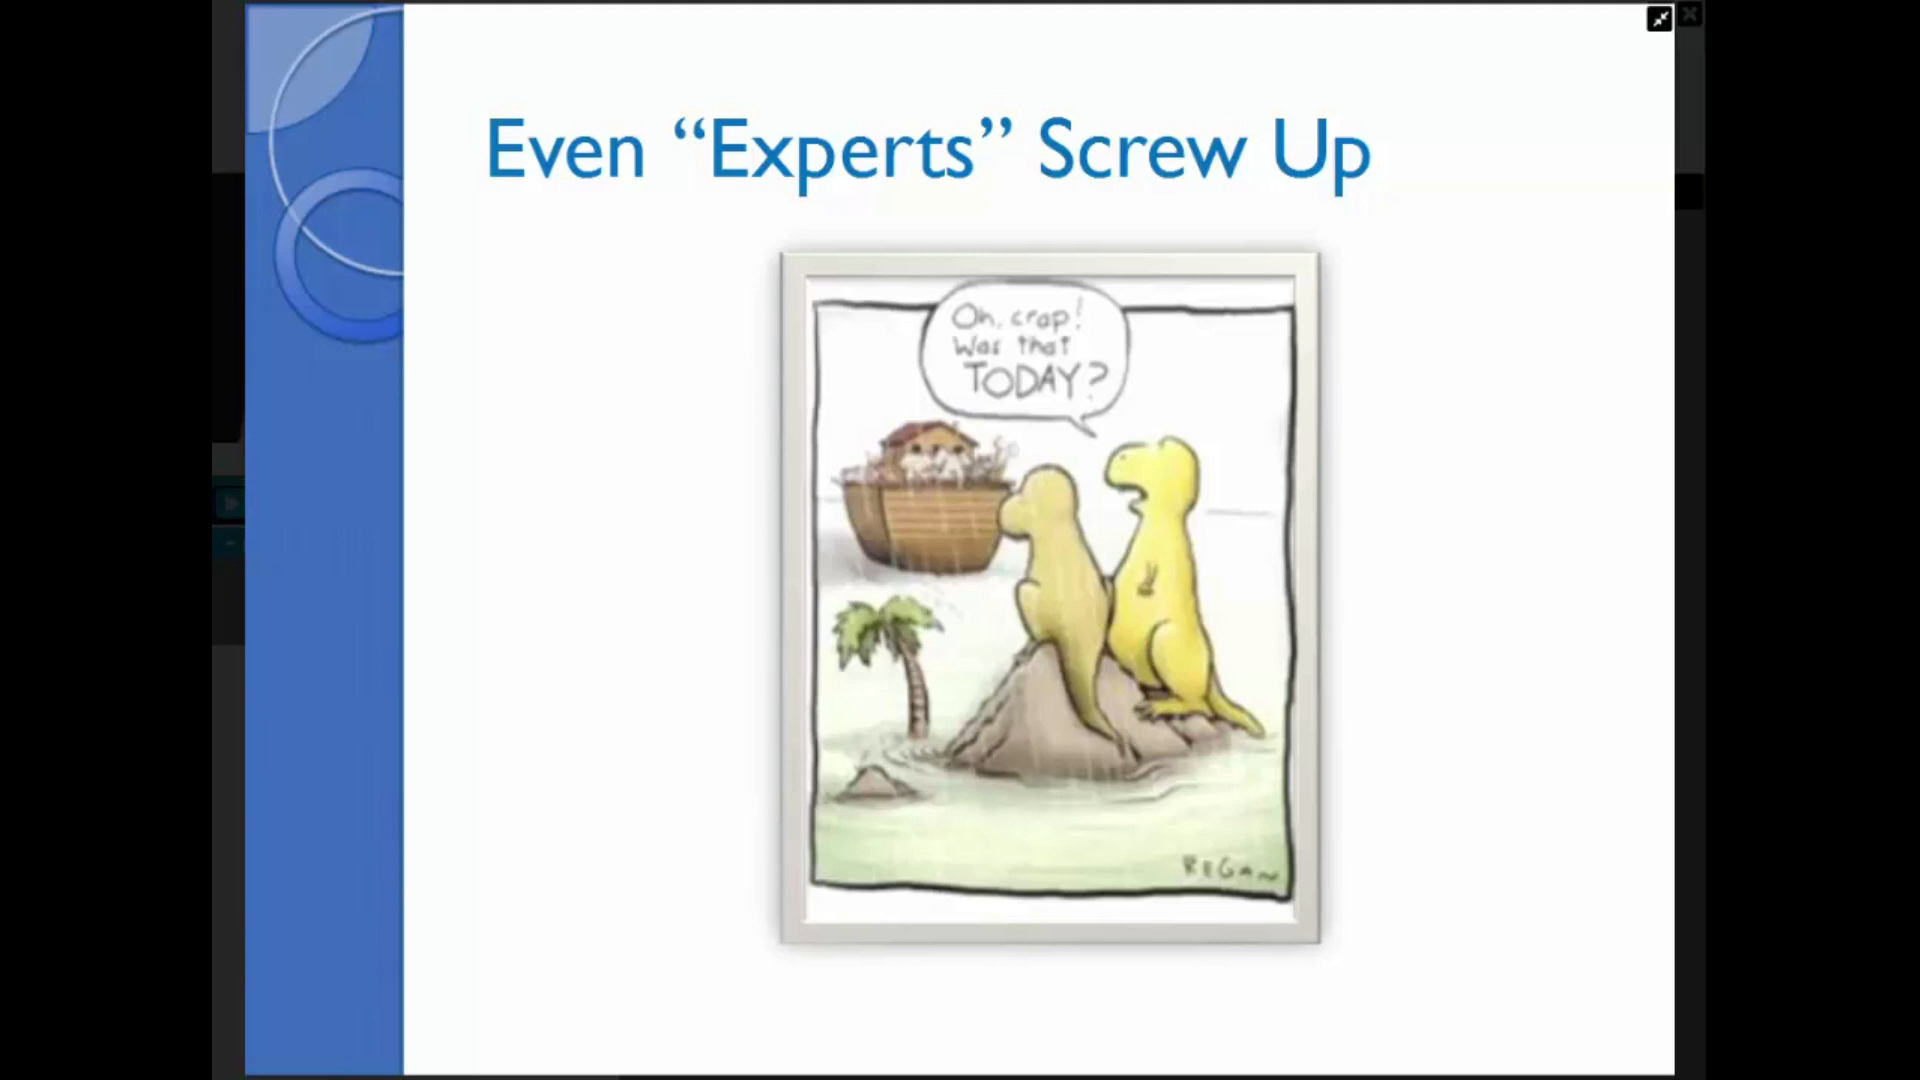 Even “Experts” Screw Up
Oh, crap!
Was that
TODAY?
REGAN